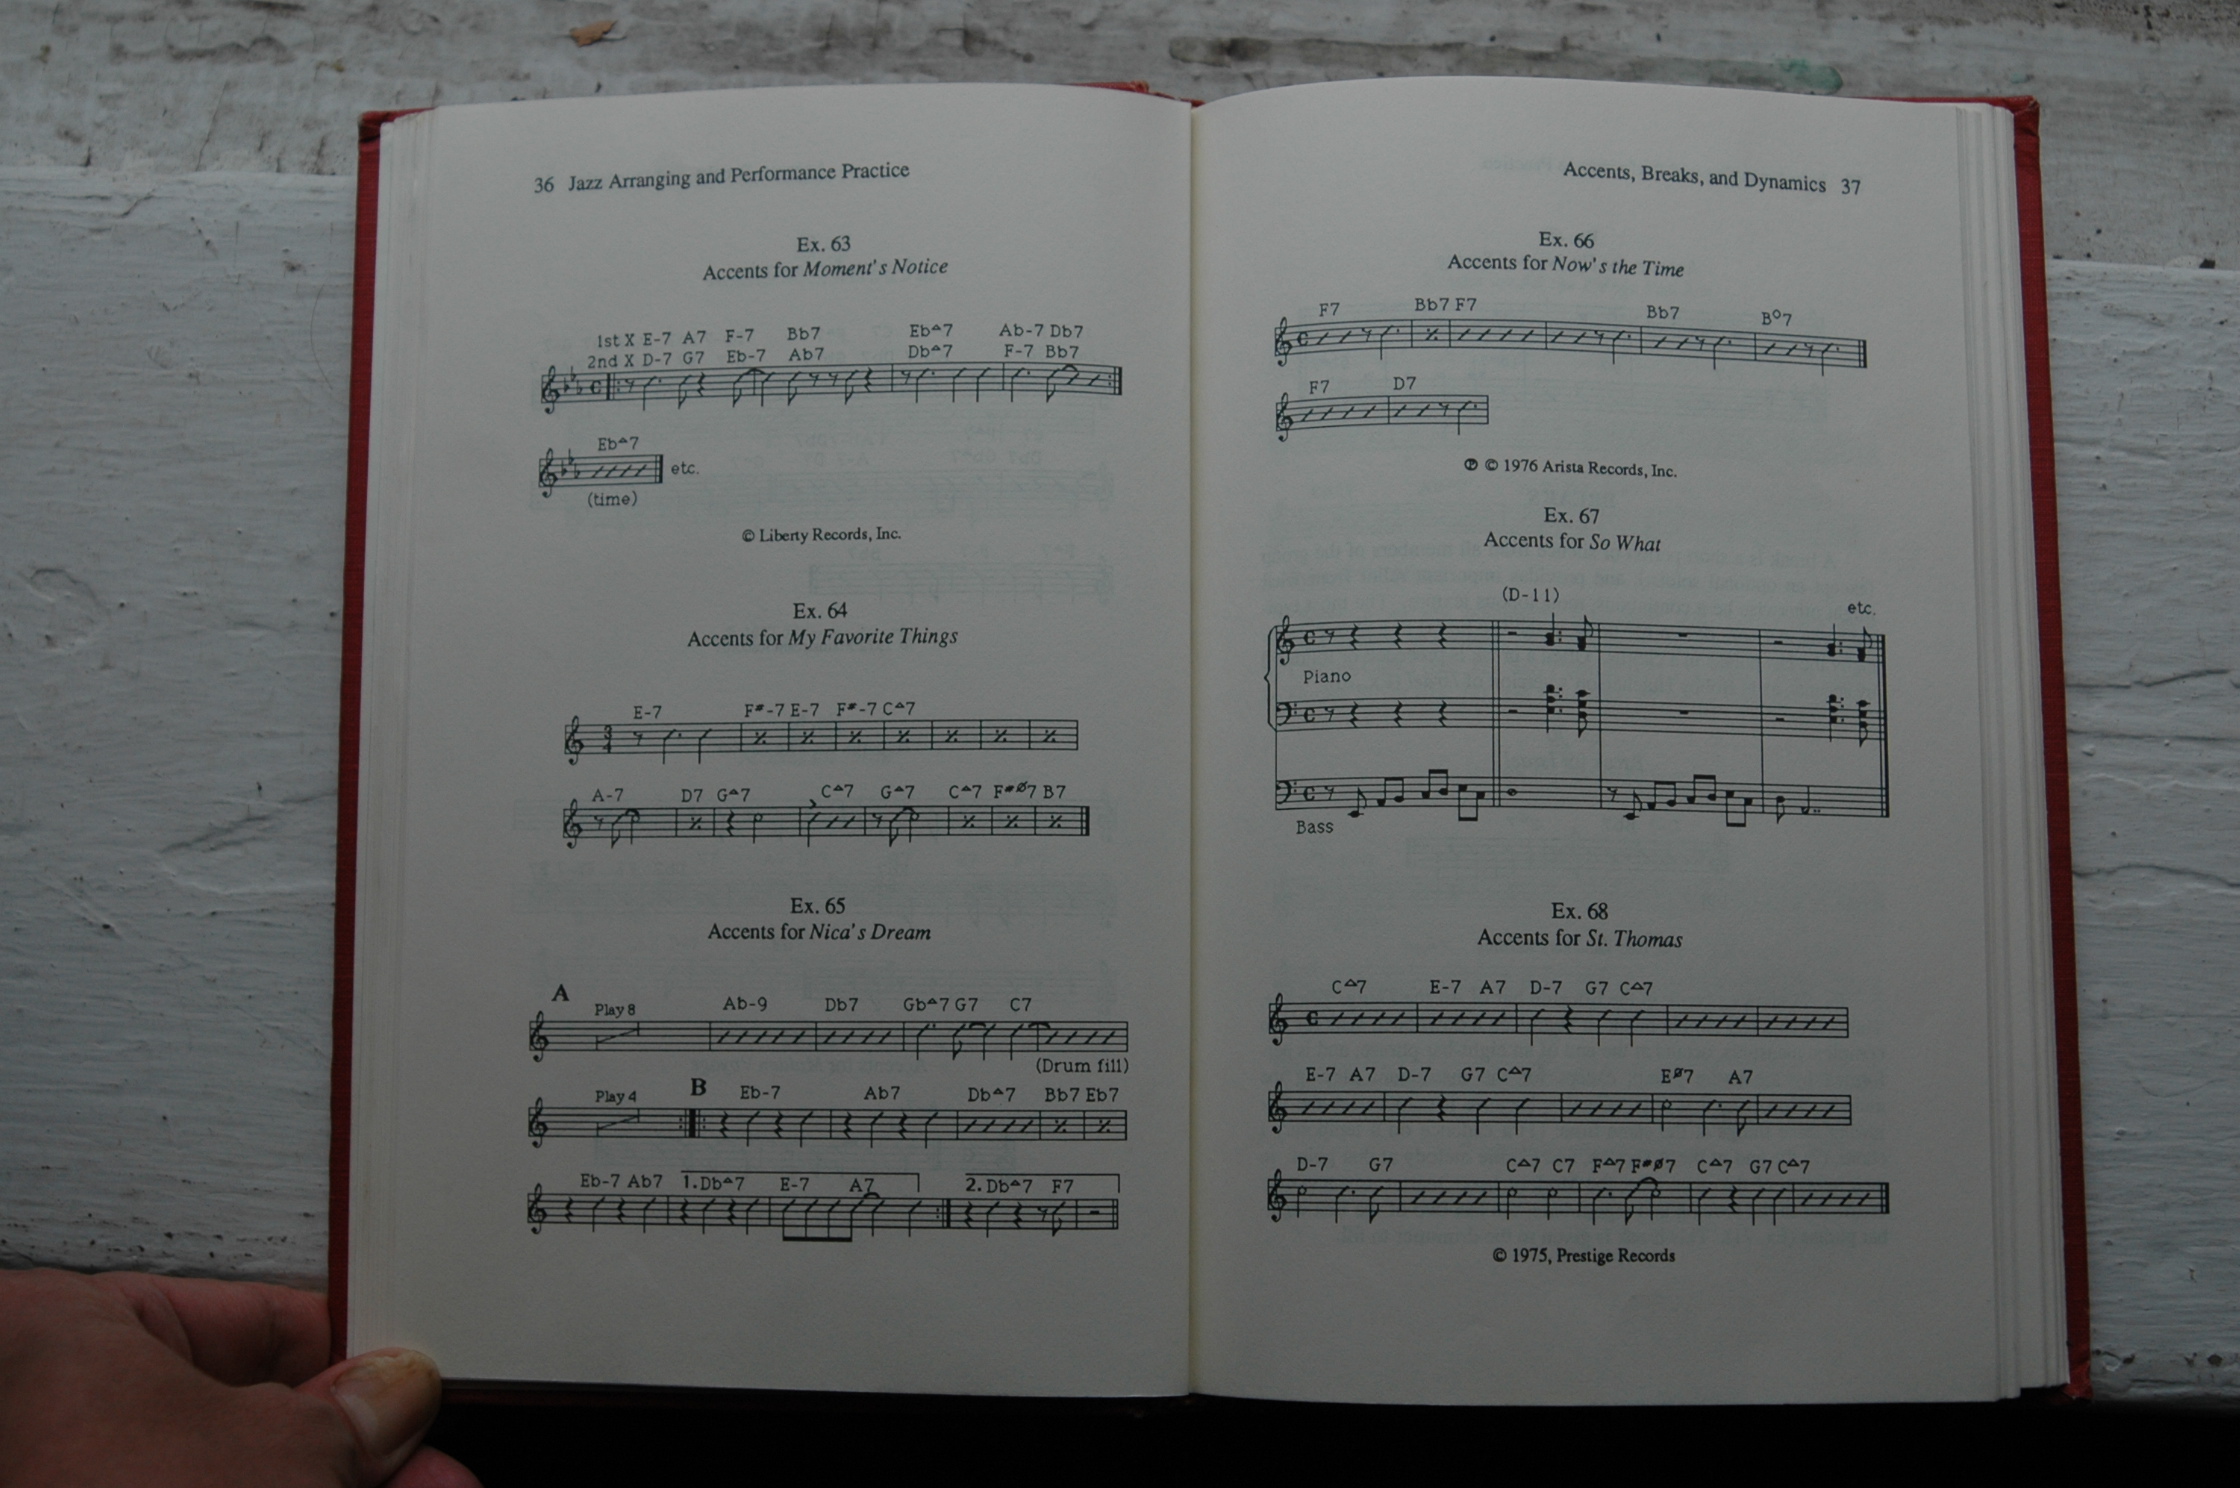 36 Jazz Arranging and Performance Practice
Ex. 63
Accents for Moment's Notice
1st X E-7 A7 F-7 Bb7 Eb△7 Ab-7 Db7
2nd X D-7 G7 Eb-7 Ab7 Db△7 F-7 Bb7
Eb△7
etc.
(time)
© Liberty Records, Inc.
Ex. 64
Accents for My Favorite Things
E-7 F#-7 E-7 F#-7 C△7
3
4
A-7 D7 G△7 C△7 G△7 C△7 F#ø7 B7
Ex. 65
Accents for Nica's Dream
A
Play 8 Ab-9 Db7 Gb△7 G7 C7
(Drum fill)
Play 4 B Eb-7 Ab7 Db△7 Bb7 Eb7
Eb-7 Ab7 1.Db△7 E-7 A7 2.Db△7 F7
Accents, Breaks, and Dynamics 37
Ex. 66
Accents for Now's the Time
F7 Bb7 F7 Bb7 B°7
F7 D7
℗ © 1976 Arista Records, Inc.
Ex. 67
Accents for So What
(D-11) etc.
Piano
Bass
Ex. 68
Accents for St. Thomas
C△7 E-7 A7 D-7 G7 C△7
E-7 A7 D-7 G7 C△7 Eø7 A7
D-7 G7 C△7 C7 F△7 F#ø7 C△7 G7 C△7
© 1975, Prestige Records